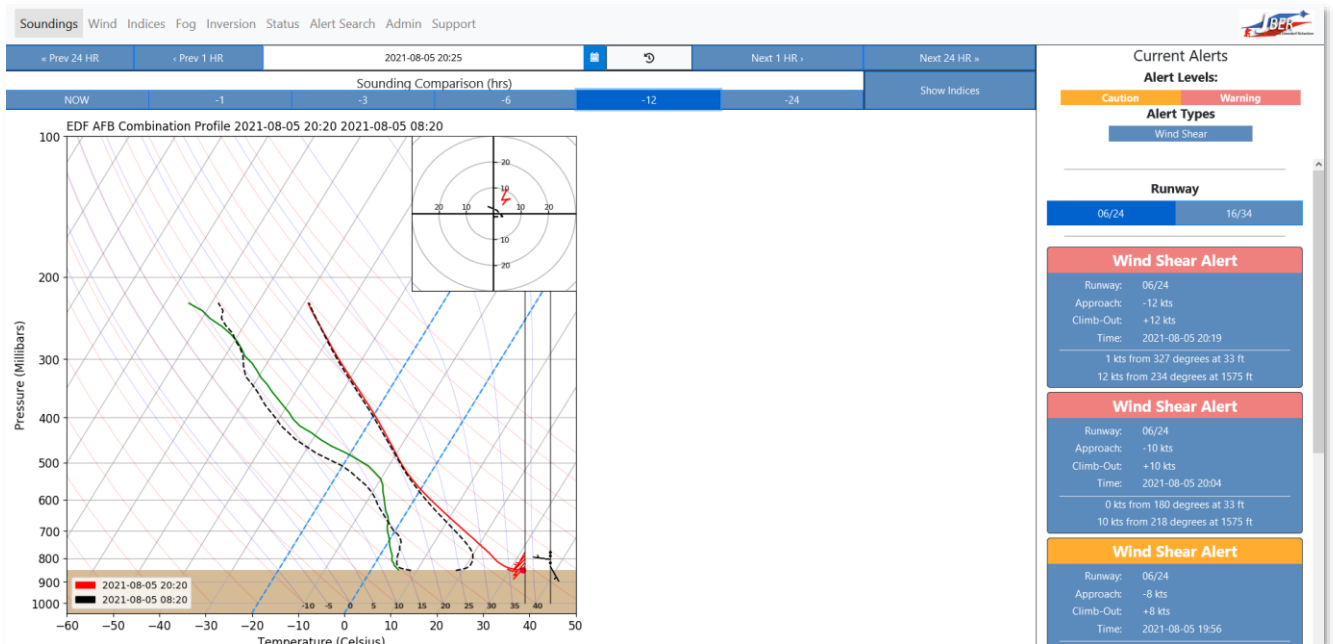 Soundings Wind Indices Fog Inversion Status Alert Search Admin Support
JBER
« Prev 24 HR ‹ Prev 1 HR 2021-08-05 20:25 Next 1 HR › Next 24 HR »
Sounding Comparison (hrs)
NOW -1 -3 -6 -12 -24
Show Indices
EDF AFB Combination Profile 2021-08-05 20:20 2021-08-05 08:20
100
200
300
400
500
600
700
800
900
1000
Pressure (Millibars)
20
10
20 10 10 20
10
20
2021-08-05 20:20
2021-08-05 08:20
-10 -5 0 5 10 15 20 25 30 35 40
−60 −50 −40 −30 −20 −10 0 10 20 30 40 50
Temperature (Celsius)
Current Alerts
Alert Levels:
Caution Warning
Alert Types
Wind Shear
Runway
06/24 16/34
Wind Shear Alert
Runway: 06/24
Approach: -12 kts
Climb-Out: +12 kts
Time: 2021-08-05 20:19
1 kts from 327 degrees at 33 ft
12 kts from 234 degrees at 1575 ft
Wind Shear Alert
Runway: 06/24
Approach: -10 kts
Climb-Out: +10 kts
Time: 2021-08-05 20:04
0 kts from 180 degrees at 33 ft
10 kts from 218 degrees at 1575 ft
Wind Shear Alert
Runway: 06/24
Approach: -8 kts
Climb-Out: +8 kts
Time: 2021-08-05 19:56